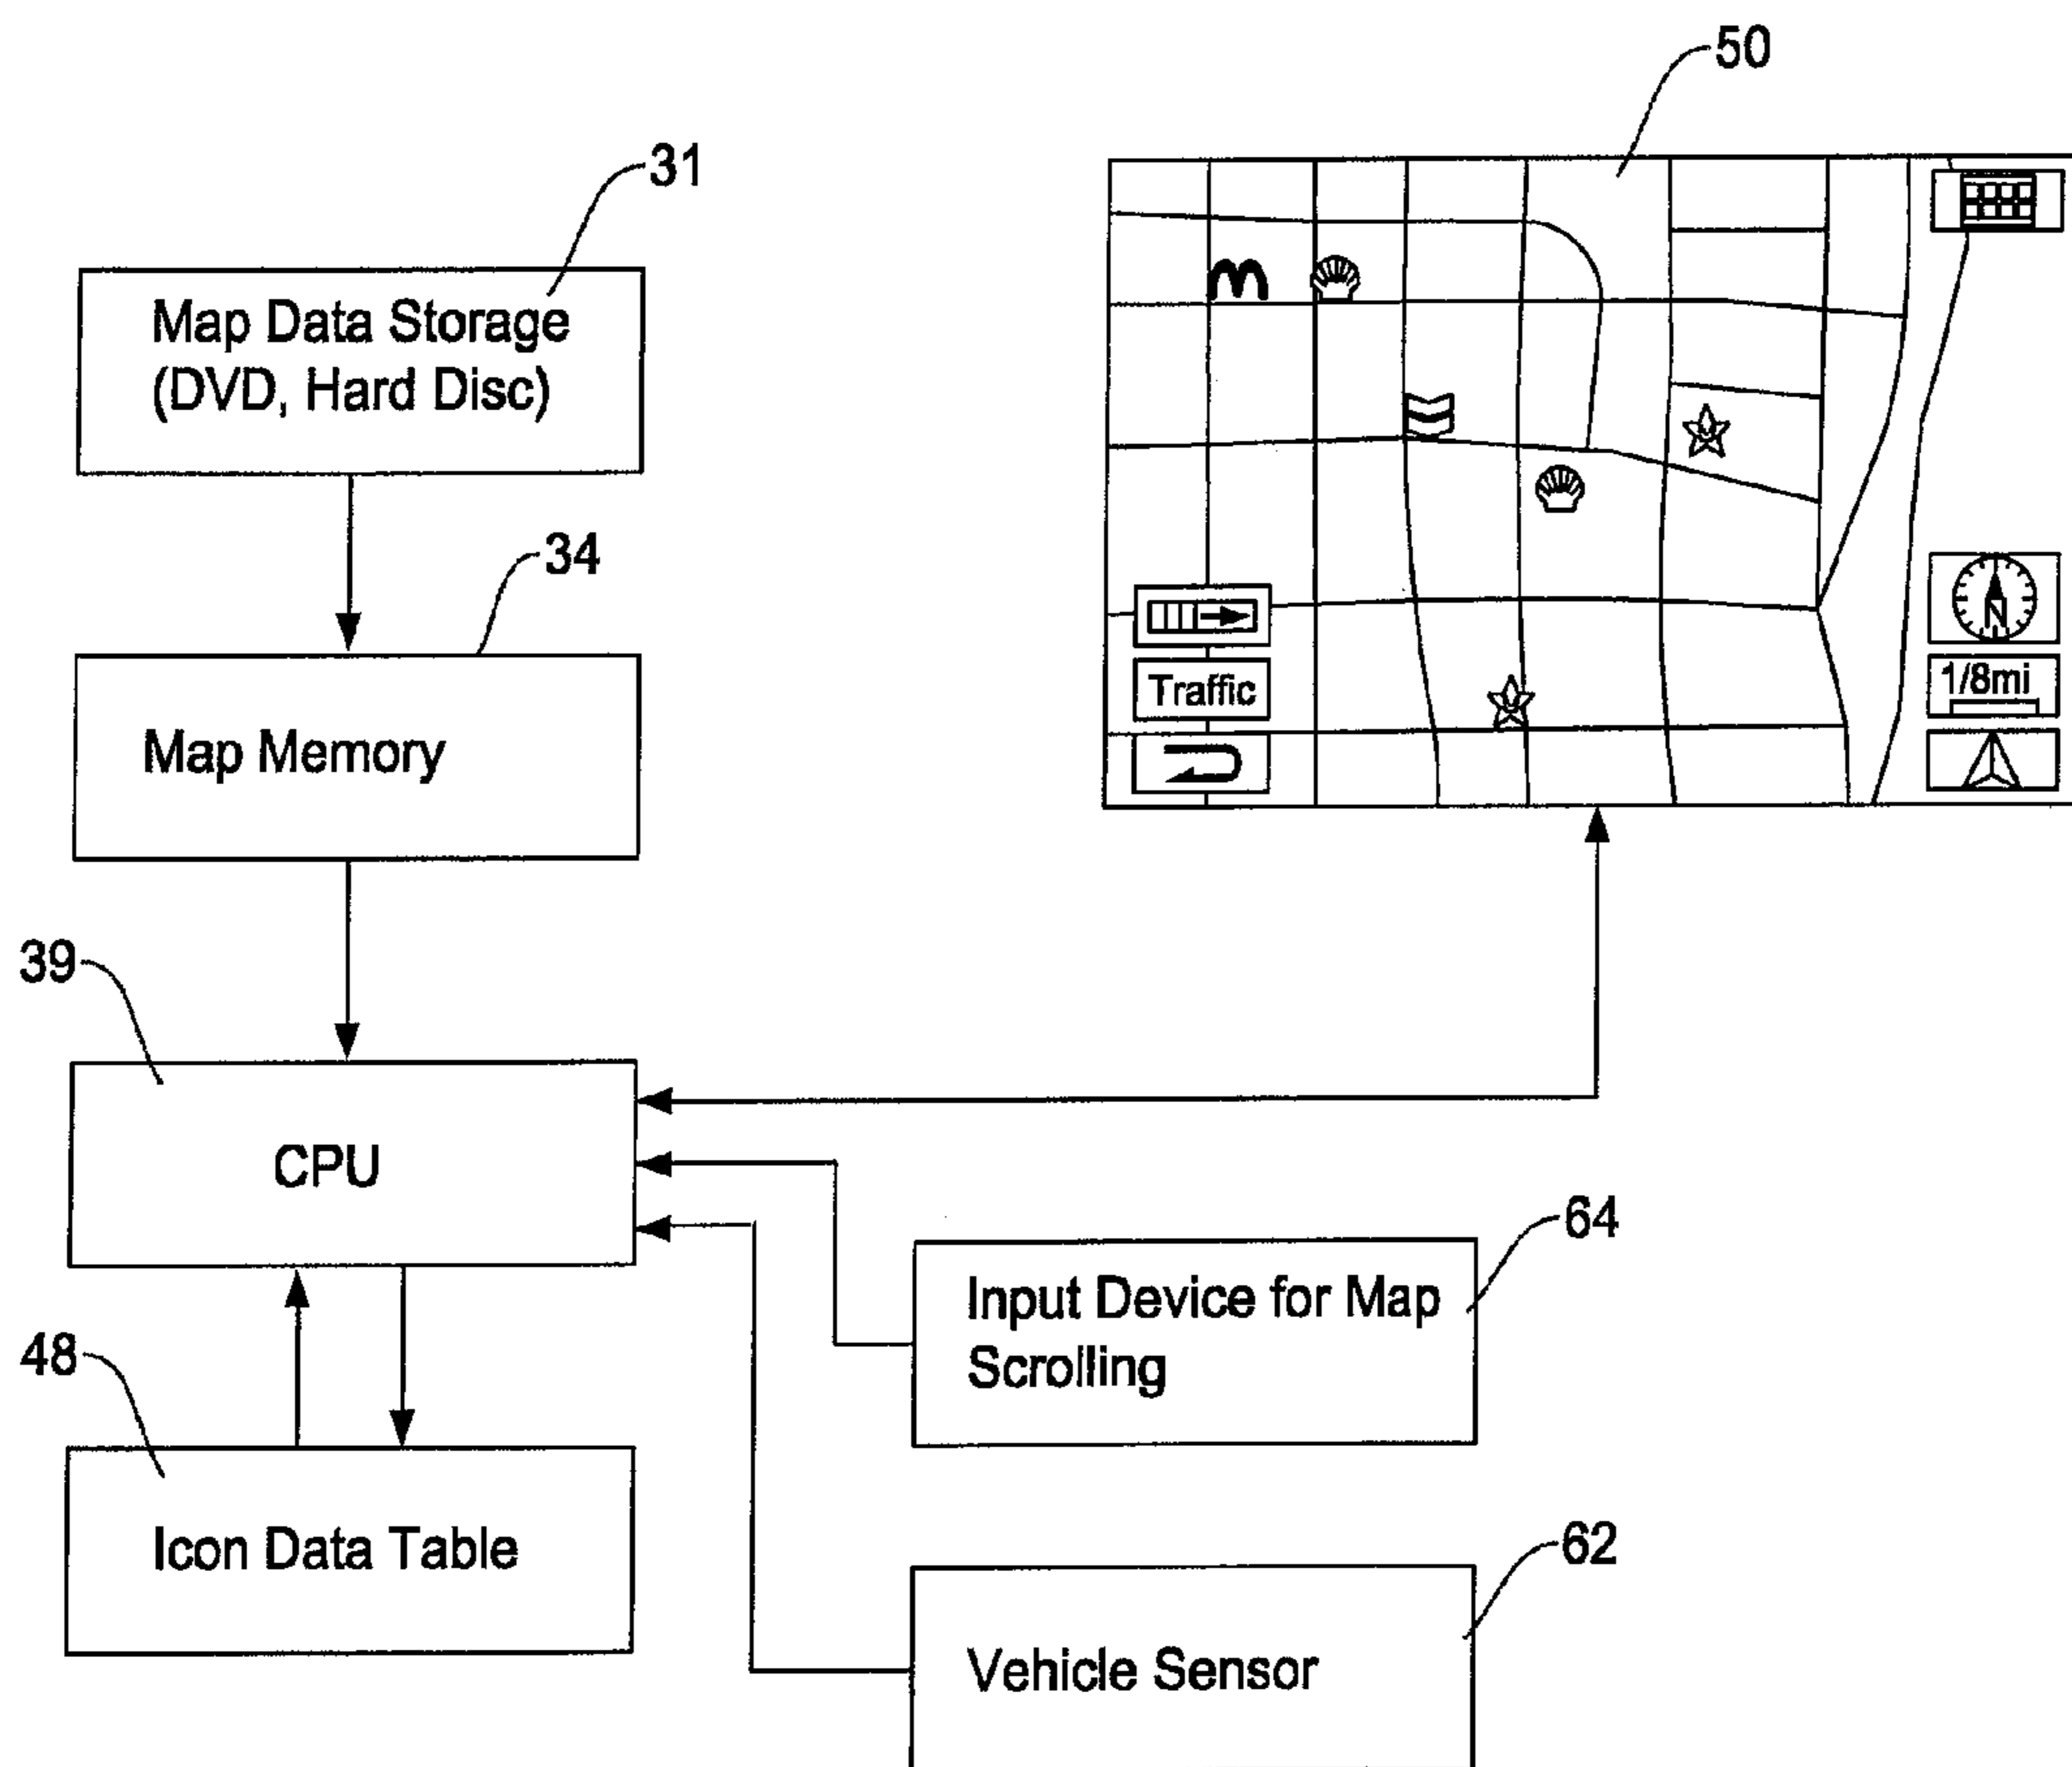 50
31
Map Data Storage
(DVD, Hard Disc)
34
Map Memory
N
Traffic
1/8mi
39
CPU
64
Input Device for Map
Scrolling
48
Icon Data Table
62
Vehicle Sensor